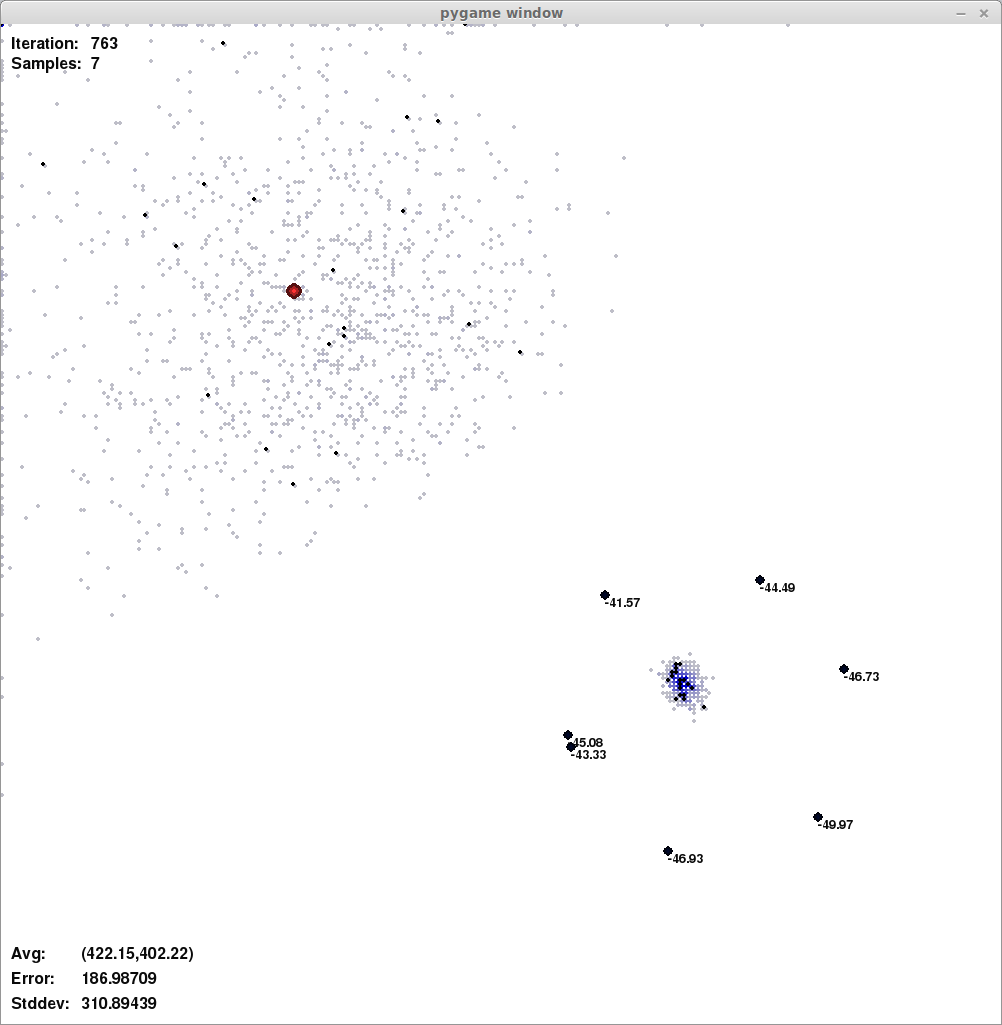 pygame window
Iteration: 763
Samples: 7
-41.57
-44.49
-46.73
-45.08
-43.33
-49.97
-46.93
Avg: (422.15,402.22)
Error: 186.98709
Stddev: 310.89439